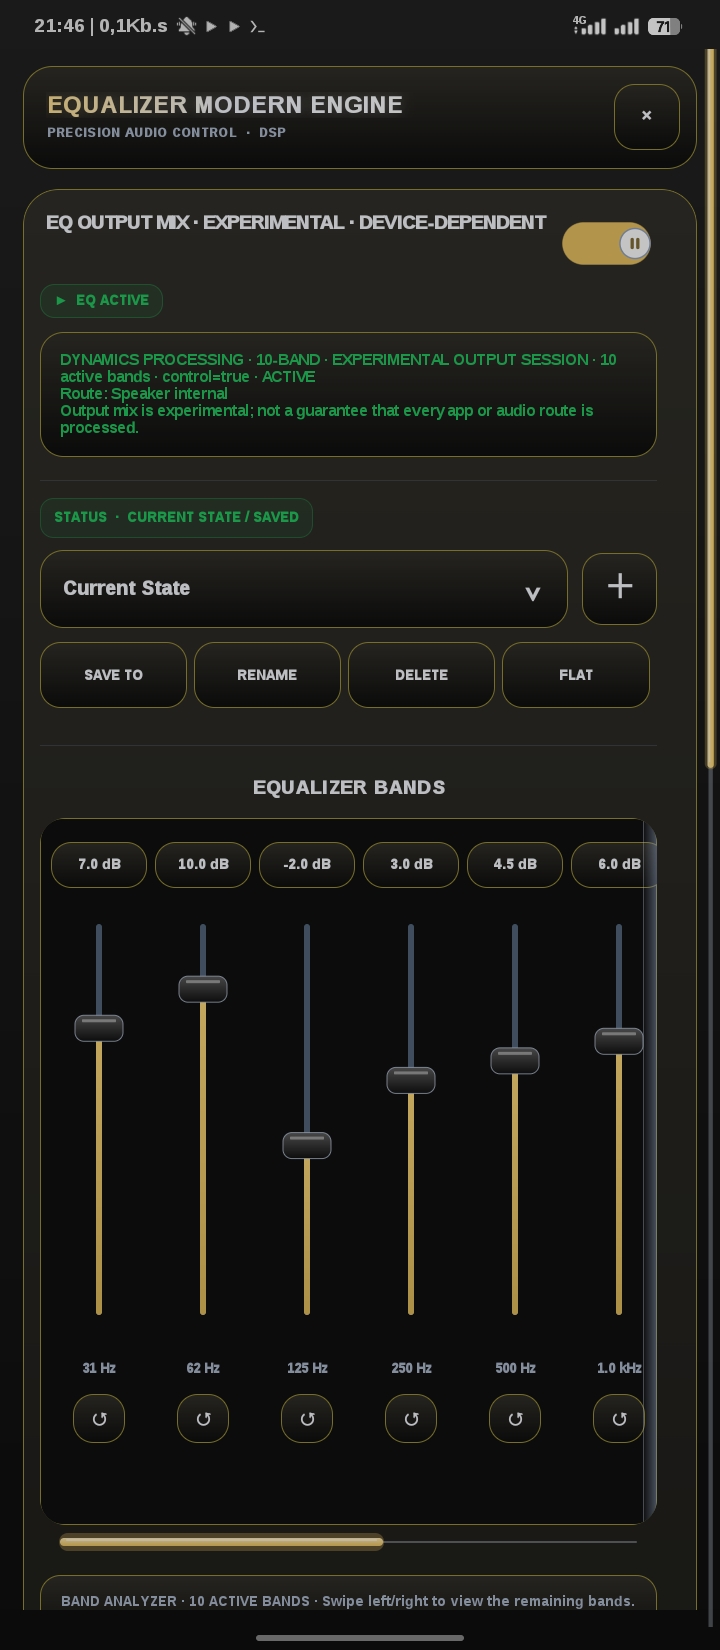 21:46 | 0,1Kb.s
4G
71
EQUALIZER MODERN ENGINE
PRECISION AUDIO CONTROL · DSP
×
EQ OUTPUT MIX · EXPERIMENTAL · DEVICE-DEPENDENT
► EQ ACTIVE
DYNAMICS PROCESSING · 10-BAND · EXPERIMENTAL OUTPUT SESSION · 10
active bands · control=true · ACTIVE
Route: Speaker internal
Output mix is experimental; not a guarantee that every app or audio route is
processed.
STATUS · CURRENT STATE / SAVED
Current State
+
SAVE TO RENAME DELETE FLAT
EQUALIZER BANDS
7.0 dB 10.0 dB -2.0 dB 3.0 dB 4.5 dB 6.0 dB
31 Hz 62 Hz 125 Hz 250 Hz 500 Hz 1.0 kHz
BAND ANALYZER · 10 ACTIVE BANDS · Swipe left/right to view the remaining bands.